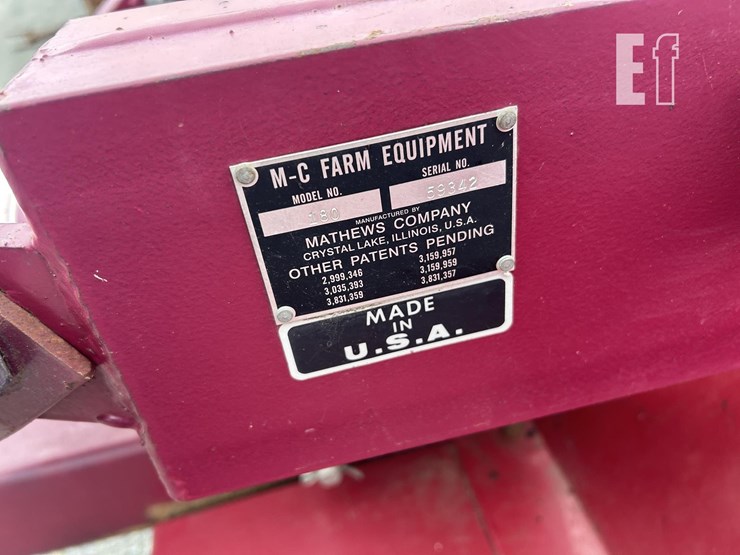 Ef
M-C FARM EQUIPMENT
MODEL NO. SERIAL NO.
180 59342
MANUFACTURED BY
MATHEWS COMPANY
CRYSTAL LAKE, ILLINOIS, U.S.A.
OTHER PATENTS PENDING
2,999,346 3,159,957
3,035,393 3,159,959
3,831,359 3,831,357
MADE
IN
U.S.A.